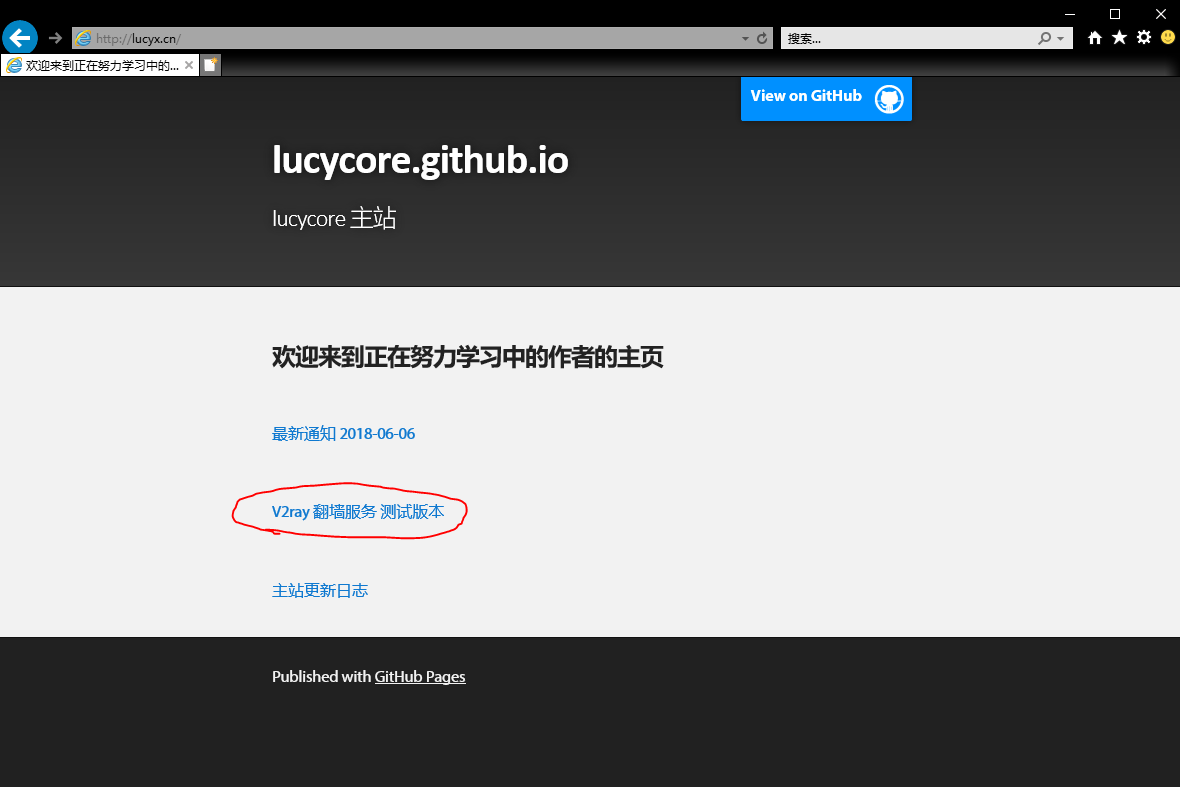 http://lucyx.cn/
搜索...
欢迎来到正在努力学习中的...
View on GitHub
lucycore.github.io
lucycore 主站
欢迎来到正在努力学习中的作者的主页
最新通知 2018-06-06
V2ray 翻墙服务 测试版本
主站更新日志
Published with GitHub Pages